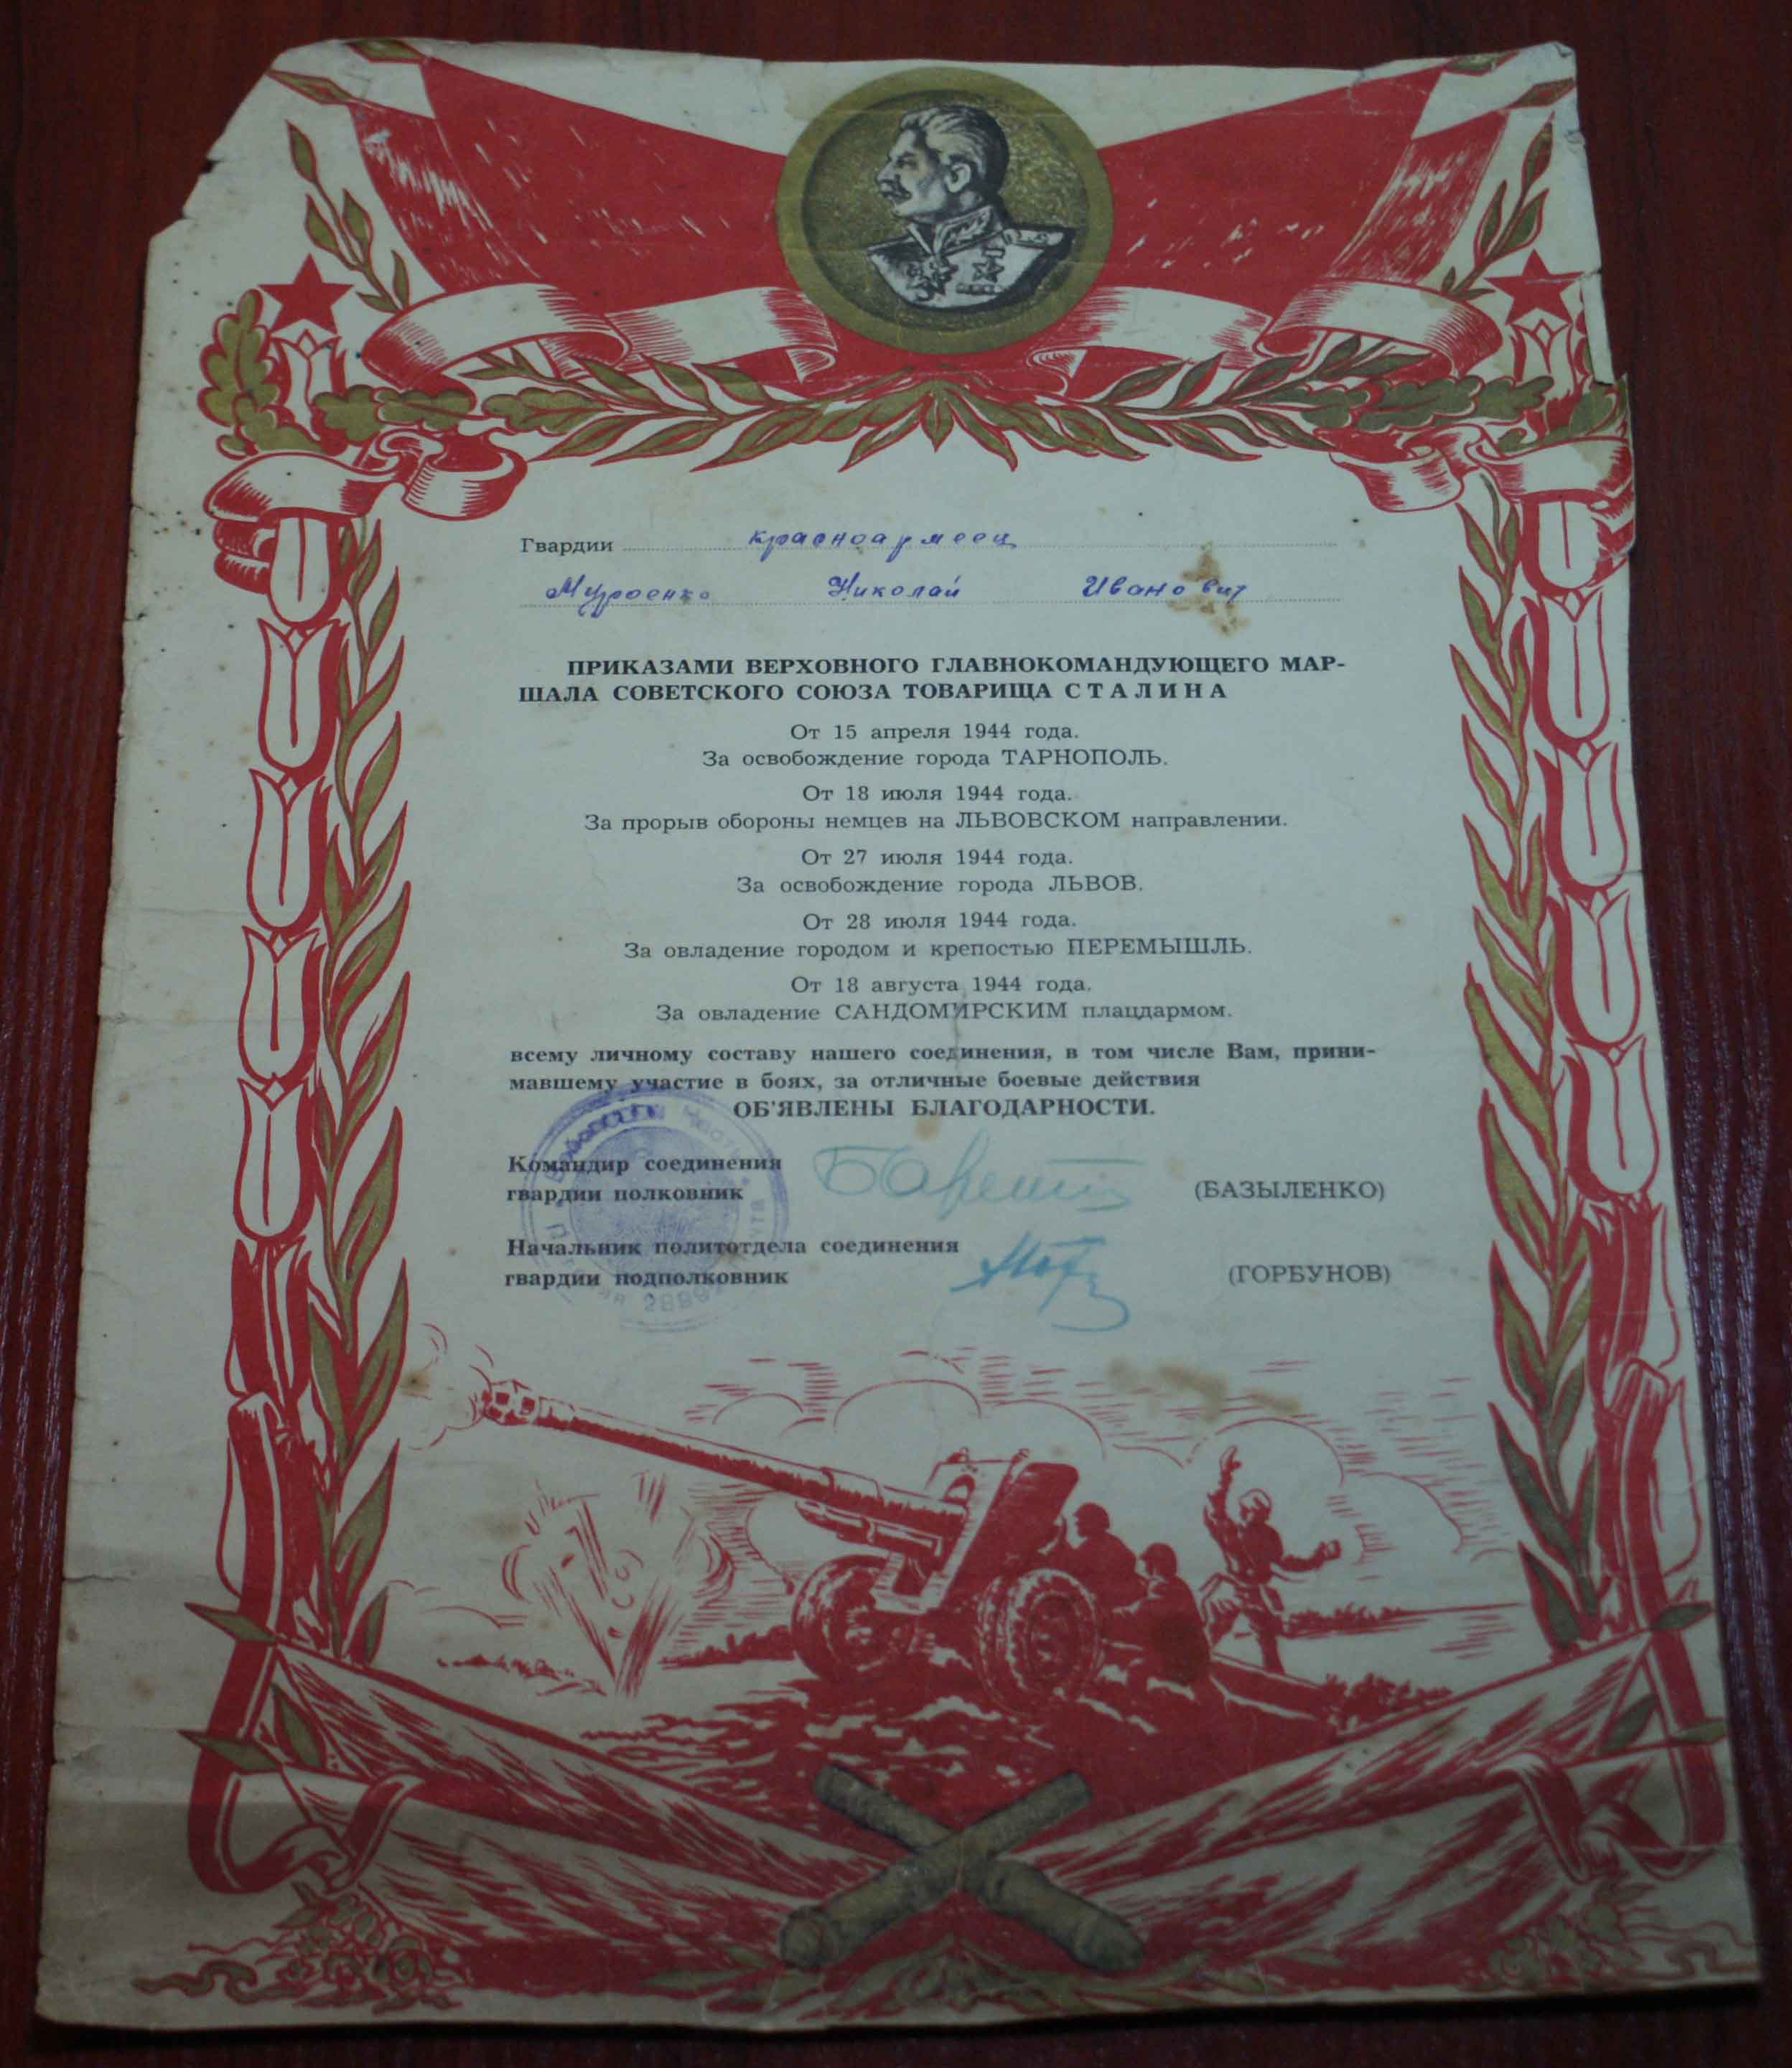 Гвардии красноармеец
Николай Иванович
ПРИКАЗАМИ ВЕРХОВНОГО ГЛАВНОКОМАНДУЮЩЕГО МАР-
ШАЛА СОВЕТСКОГО СОЮЗА ТОВАРИЩА СТАЛИНА
От 15 апреля 1944 года.
За освобождение города ТАРНОПОЛЬ.
От 18 июля 1944 года.
За прорыв обороны немцев на ЛЬВОВСКОМ направлении.
От 27 июля 1944 года.
За освобождение города ЛЬВОВ.
От 28 июля 1944 года.
За овладение городом и крепостью ПЕРЕМЫШЛЬ.
От 18 августа 1944 года.
За овладение САНДОМИРСКИМ плацдармом.
всему личному составу нашего соединения, в том числе Вам, прини-
мавшему участие в боях, за отличные боевые действия
ОБ'ЯВЛЕНЫ БЛАГОДАРНОСТИ.
Командир соединения
гвардии полковник (БАЗЫЛЕНКО)
Начальник политотдела соединения
гвардии подполковник (ГОРБУНОВ)